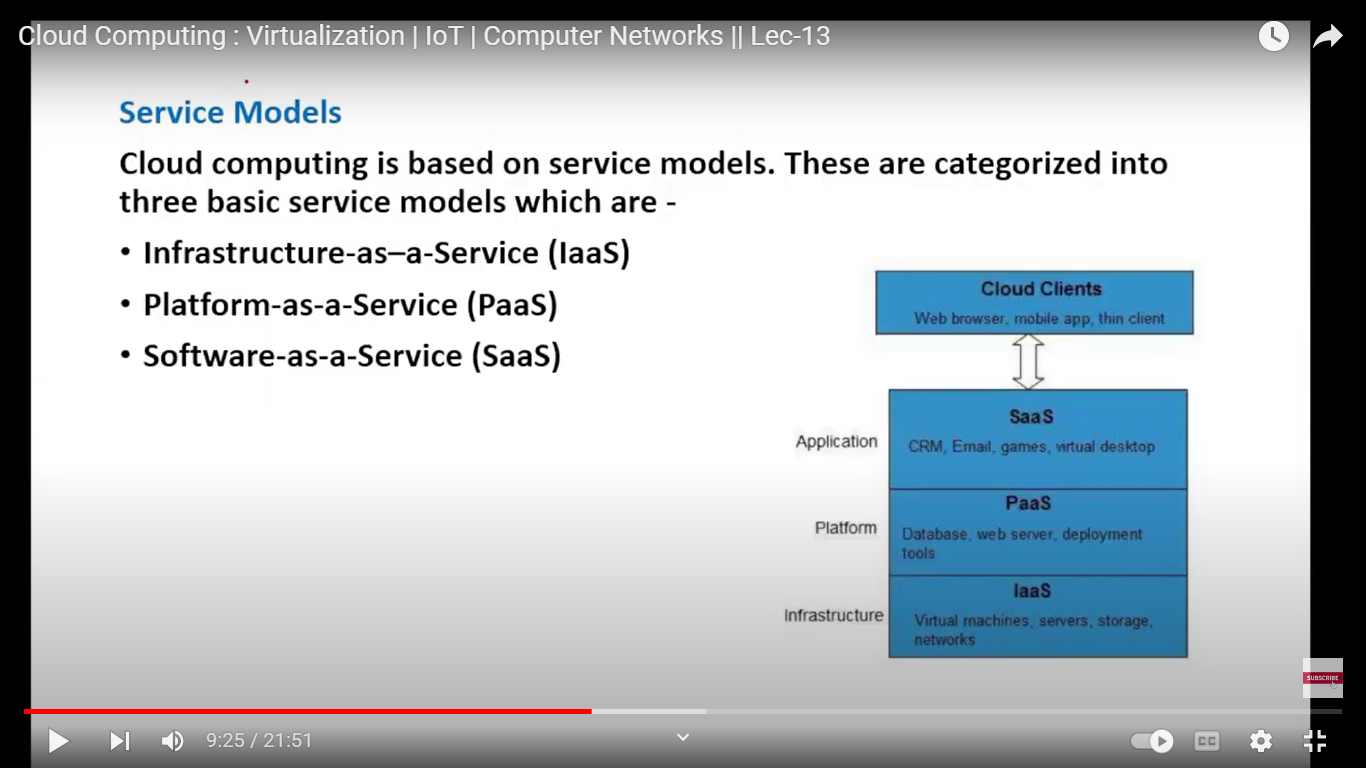 Cloud Computing : Virtualization | IoT | Computer Networks || Lec-13
Service Models
Cloud computing is based on service models. These are categorized into
three basic service models which are -
• Infrastructure-as–a-Service (IaaS)
• Platform-as-a-Service (PaaS)
• Software-as-a-Service (SaaS)
Cloud Clients
Web browser, mobile app, thin client
SaaS
Application
CRM, Email, games, virtual desktop
PaaS
Platform
Database, web server, deployment
tools
IaaS
Infrastructure
Virtual machines, servers, storage,
networks
SUBSCRIBE
9:25 / 21:51
CC